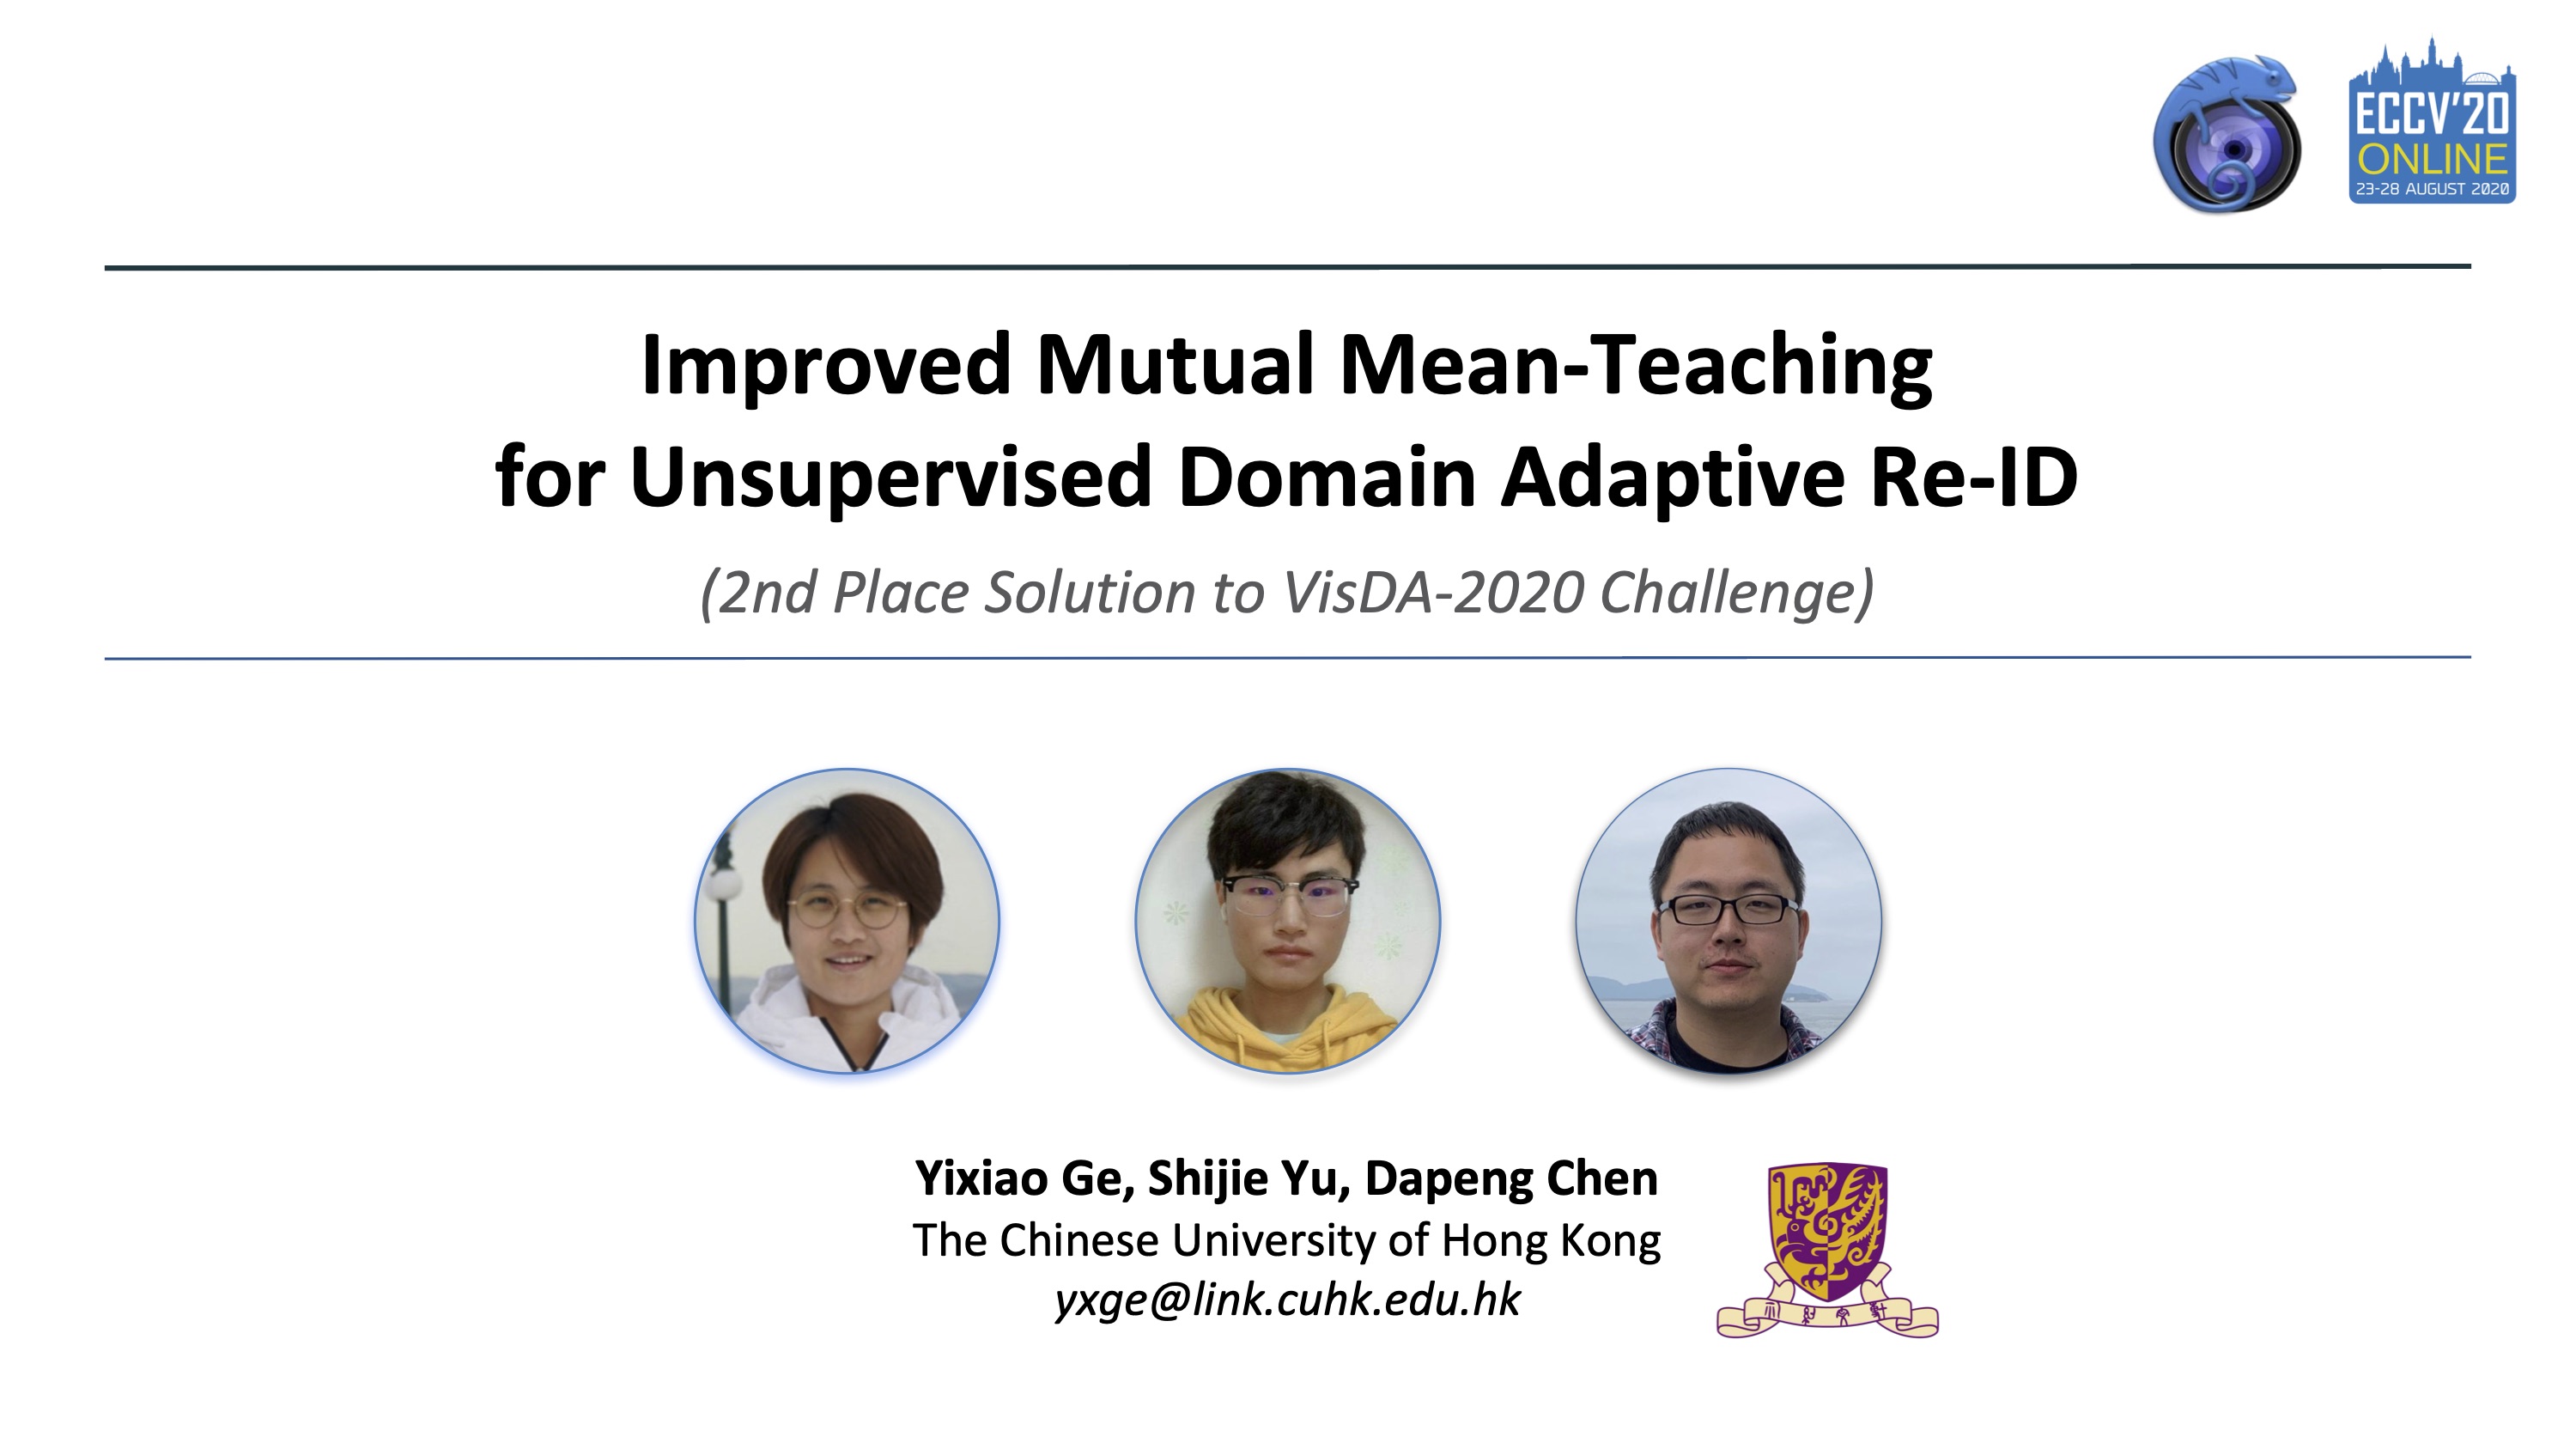 ECCV'20
ONLINE
23-28 AUGUST 2020
Improved Mutual Mean-Teaching
for Unsupervised Domain Adaptive Re-ID
(2nd Place Solution to VisDA-2020 Challenge)
Yixiao Ge, Shijie Yu, Dapeng Chen
The Chinese University of Hong Kong
yxge@link.cuhk.edu.hk